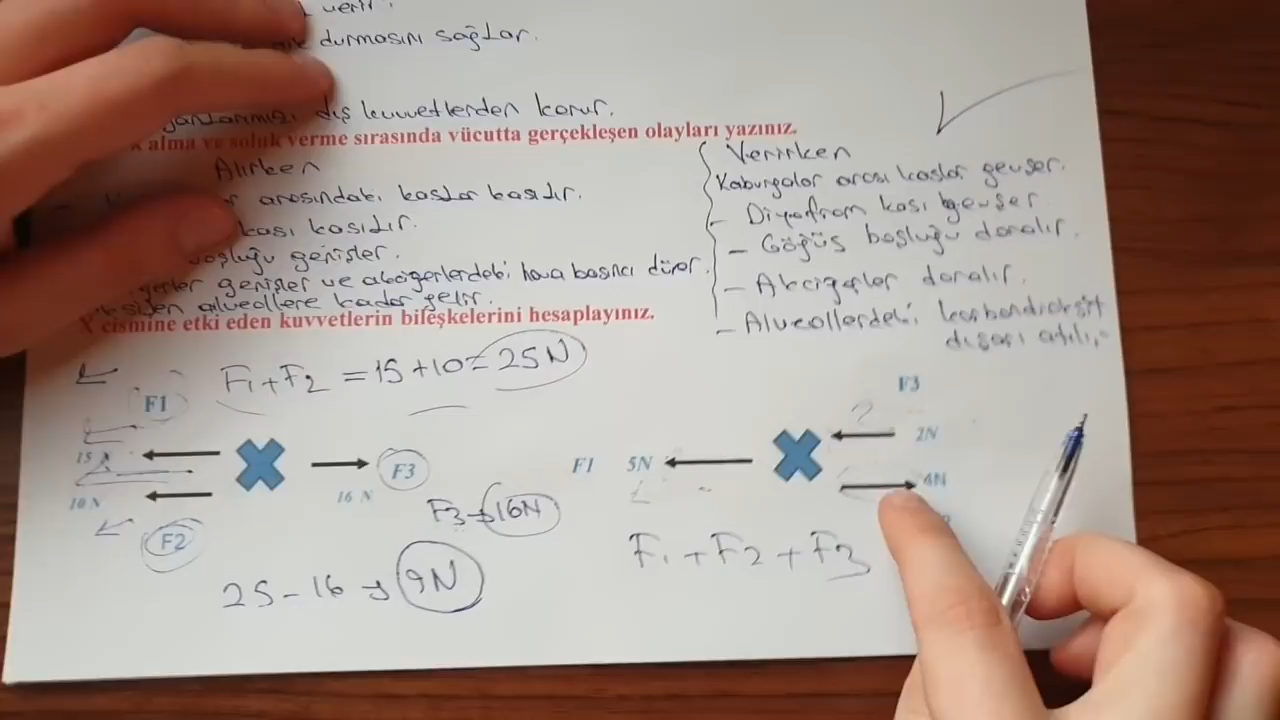 verir.
durmasını sağlar.
dış kuvvetlerden korur.
alma ve soluk verme sırasında vücutta gerçekleşen olayları yazınız.
Alırken
arasındaki kaslar kasılır.
kası kasılır.
boşluğu genişler.
genişler ve akciğerlerdeki hava basıncı düşer.
alveollere kadar gelir.
Verirken
Kaburgalar arası kaslar gevşer.
- Diyafram kası gevşer.
- Göğüs boşluğu daralır.
- Akciğerler daralır.
- Alveollerdeki karbondioksit
dışarı atılır.
X cismine etki eden kuvvetlerin bileşkelerini hesaplayınız.
F1+F2 = 15+10= 25N
F1
15 N
10 N
F2
F3
16 N
F3→16N
25-16→9N
F3
2N
F1 5N
4N
F1+F2+F3